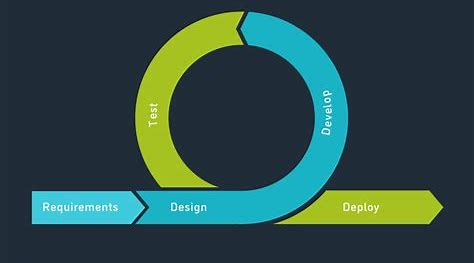 Requirements
Design
Develop
Test
Deploy